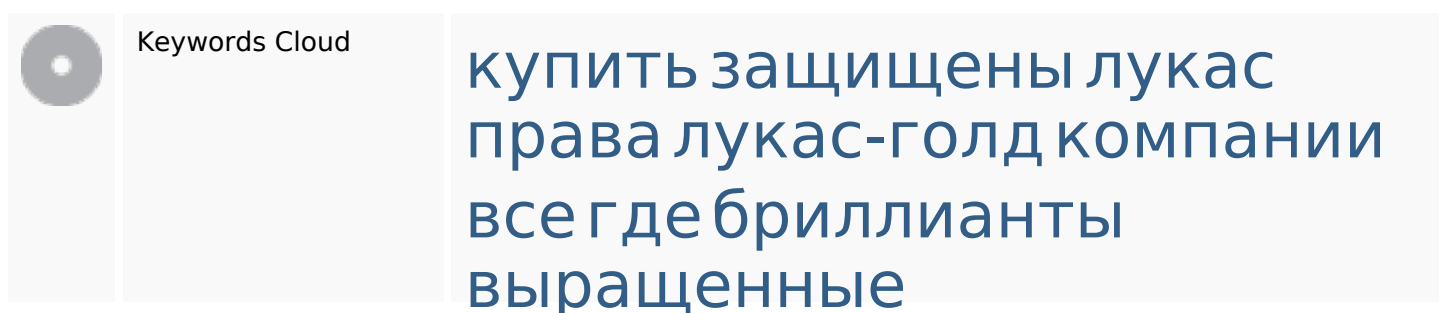 Keywords Cloud
купить защищены лукас
права лукас-голд компании
все где бриллианты
выращенные